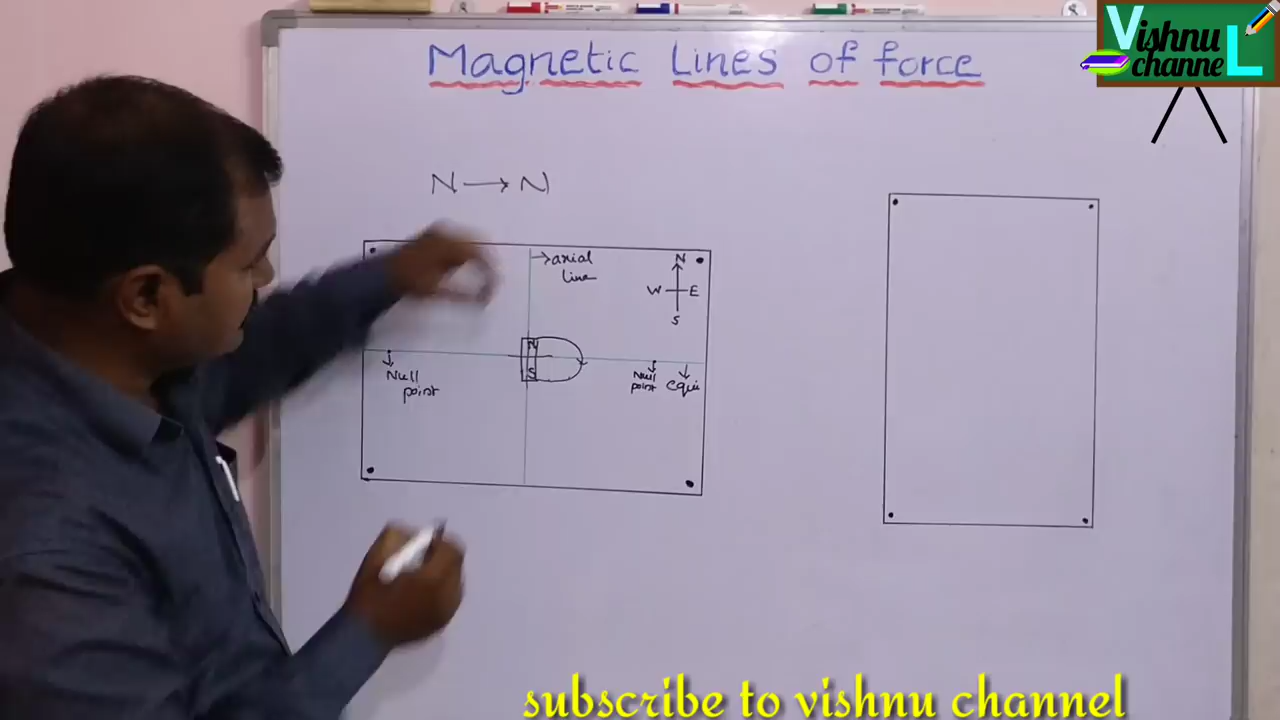 Magnetic Lines of force
Vishnu
channel
N → N
→ axial
line
N
W E
S
N
S
Null
point
Null
point
equi
subscribe to vishnu channel